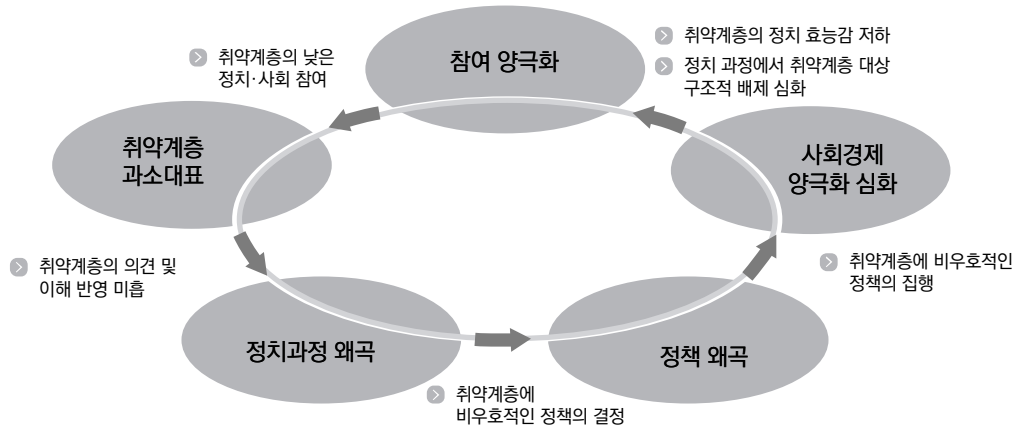 참여 양극화
취약계층의 낮은
정치·사회 참여
취약계층
과소대표
취약계층의 의견 및
이해 반영 미흡
정치과정 왜곡
취약계층에
비우호적인 정책의 결정
정책 왜곡
취약계층에 비우호적인
정책의 집행
사회경제
양극화 심화
취약계층의 정치 효능감 저하
정치 과정에서 취약계층 대상
구조적 배제 심화